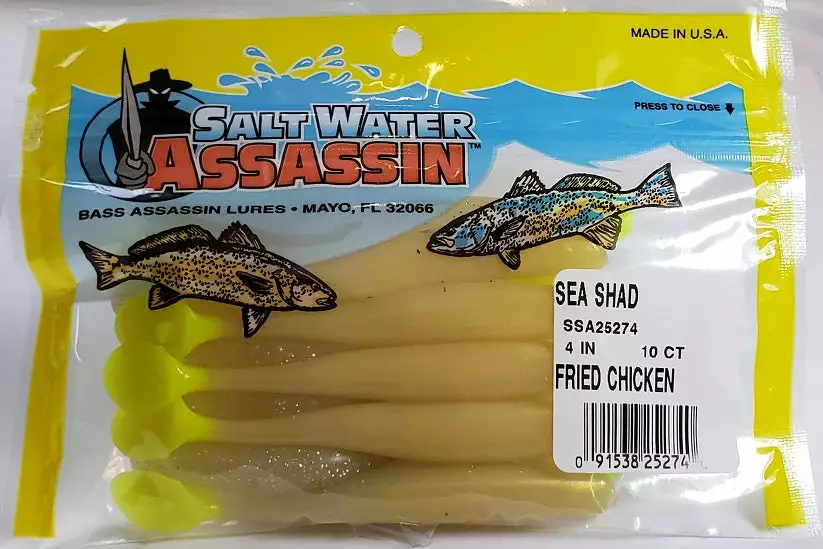 MADE IN U.S.A.
PRESS TO CLOSE
SALT WATER
ASSASSIN™
BASS ASSASSIN LURES • MAYO, FL 32066
SEA SHAD
SSA25274
4 IN 10 CT
FRIED CHICKEN
0 91538 25274